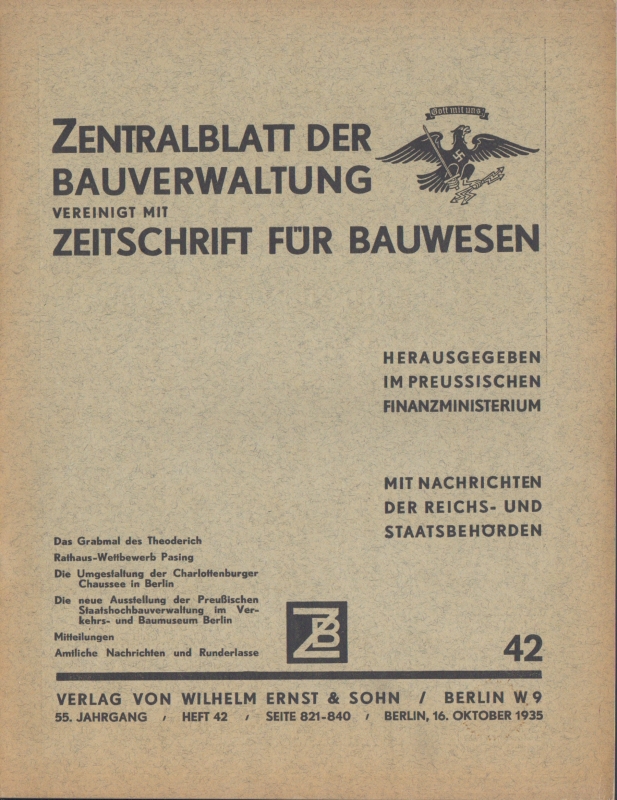 Gott mit uns
ZENTRALBLATT DER
BAUVERWALTUNG
VEREINIGT MIT
ZEITSCHRIFT FÜR BAUWESEN
HERAUSGEGEBEN
IM PREUSSISCHEN
FINANZMINISTERIUM
MIT NACHRICHTEN
DER REICHS- UND
STAATSBEHÖRDEN
Das Grabmal des Theoderich
Rathaus-Wettbewerb Pasing
Die Umgestaltung der Charlottenburger
Chaussee in Berlin
Die neue Ausstellung der Preußischen
Staatshochbauverwaltung im Ver-
kehrs- und Baumuseum Berlin
Mitteilungen
Amtliche Nachrichten und Runderlasse
ZB
42
VERLAG VON WILHELM ERNST & SOHN / BERLIN W 9
55. JAHRGANG / HEFT 42 / SEITE 821-840 / BERLIN, 16. OKTOBER 1935